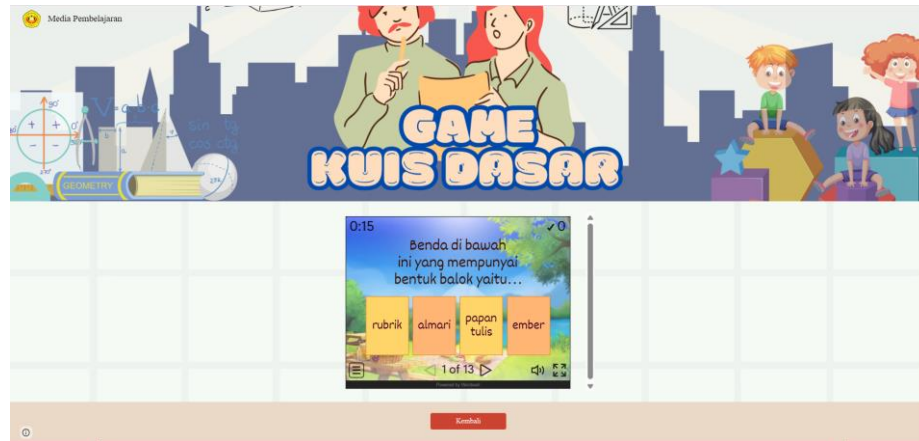 Media Pembelajaran
GAME
KUIS DASAR
GEOMETRY
0:15
✓0
Benda di bawah
ini yang mempunyai
bentuk balok yaitu...
rubrik
almari
papan
tulis
ember
1 of 13
Kembali